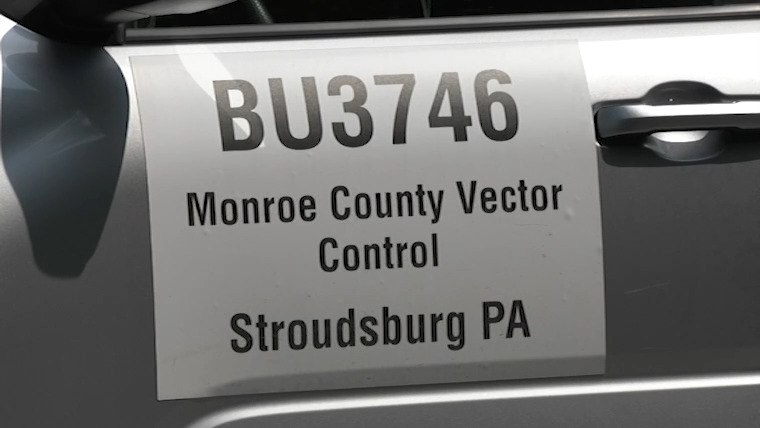 BU3746
Monroe County Vector
Control
Stroudsburg PA